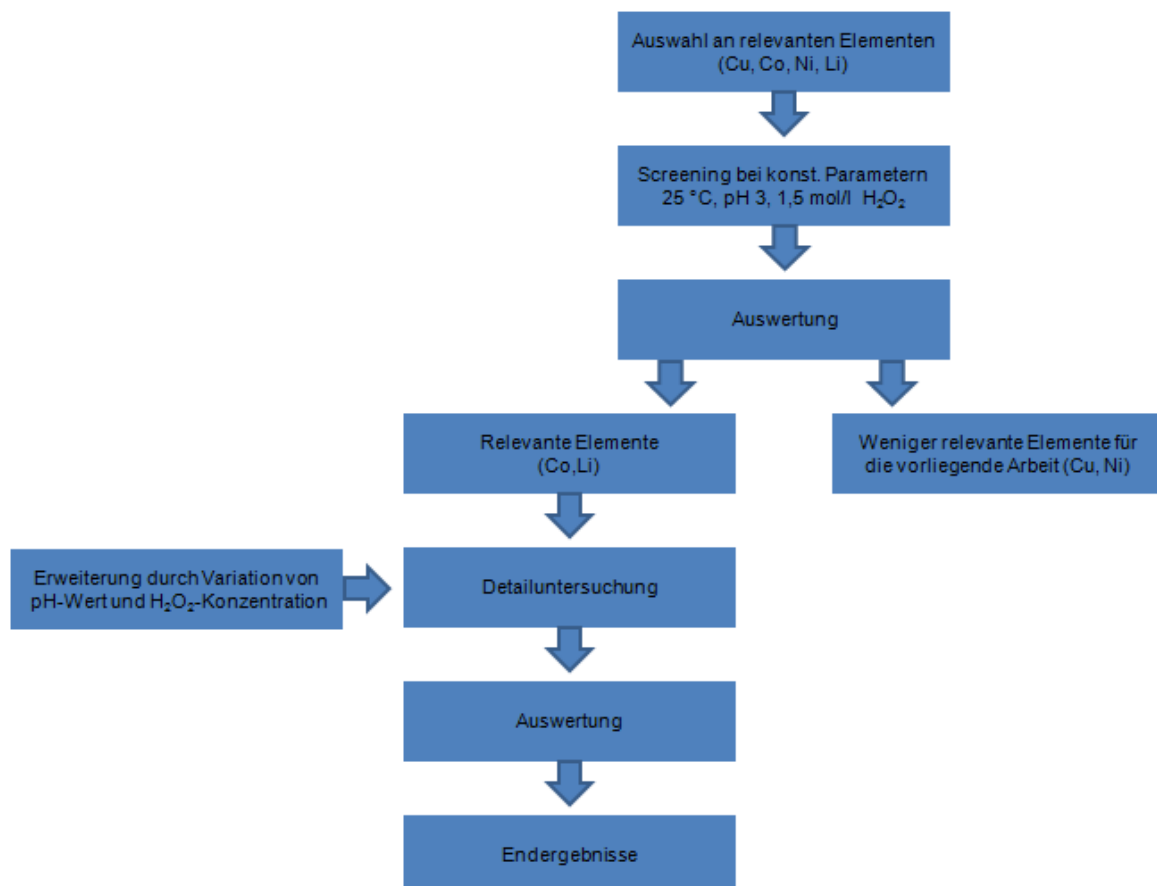 Auswahl an relevanten Elementen
(Cu, Co, Ni, Li)
Screening bei konst. Parametern
25 °C, pH 3, 1,5 mol/l H₂O₂
Auswertung
Relevante Elemente
(Co,Li)
Weniger relevante Elemente für
die vorliegende Arbeit (Cu, Ni)
Erweiterung durch Variation von
pH-Wert und H₂O₂-Konzentration
Detailuntersuchung
Auswertung
Endergebnisse